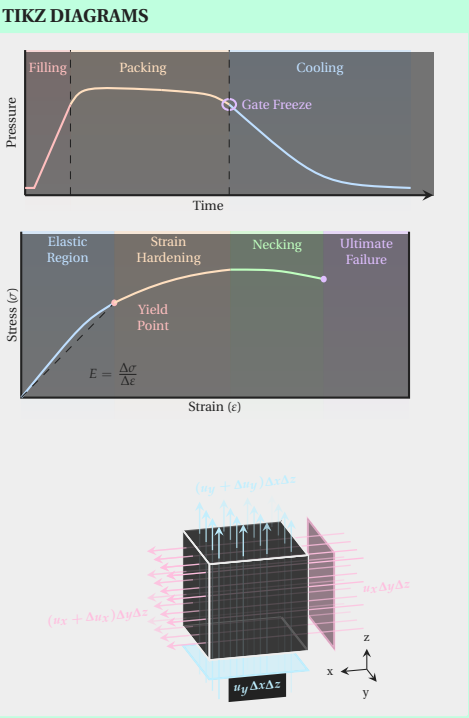 TIKZ DIAGRAMS
Filling Packing Cooling
Gate Freeze
Pressure
Time
Elastic Region
Strain Hardening
Necking
Ultimate Failure
Yield Point
E = Δσ/Δε
Stress (σ)
Strain (ε)
(u_y + Δu_y)ΔxΔz
u_xΔyΔz
(u_x + Δu_x)ΔyΔz
u_yΔxΔz
z
x
y